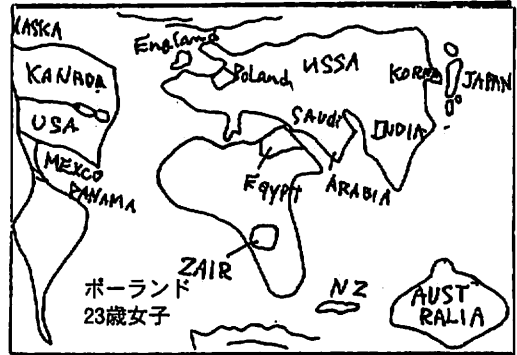 KASKA
KANADA
USA
MEXCO
PANAMA
England
Poland
USSA
KOREA
JAPAN
Saudi
ARABIA
INDIA
Egypt
ZAIR
NZ
AUST
RALIA
ポーランド
23歳女子